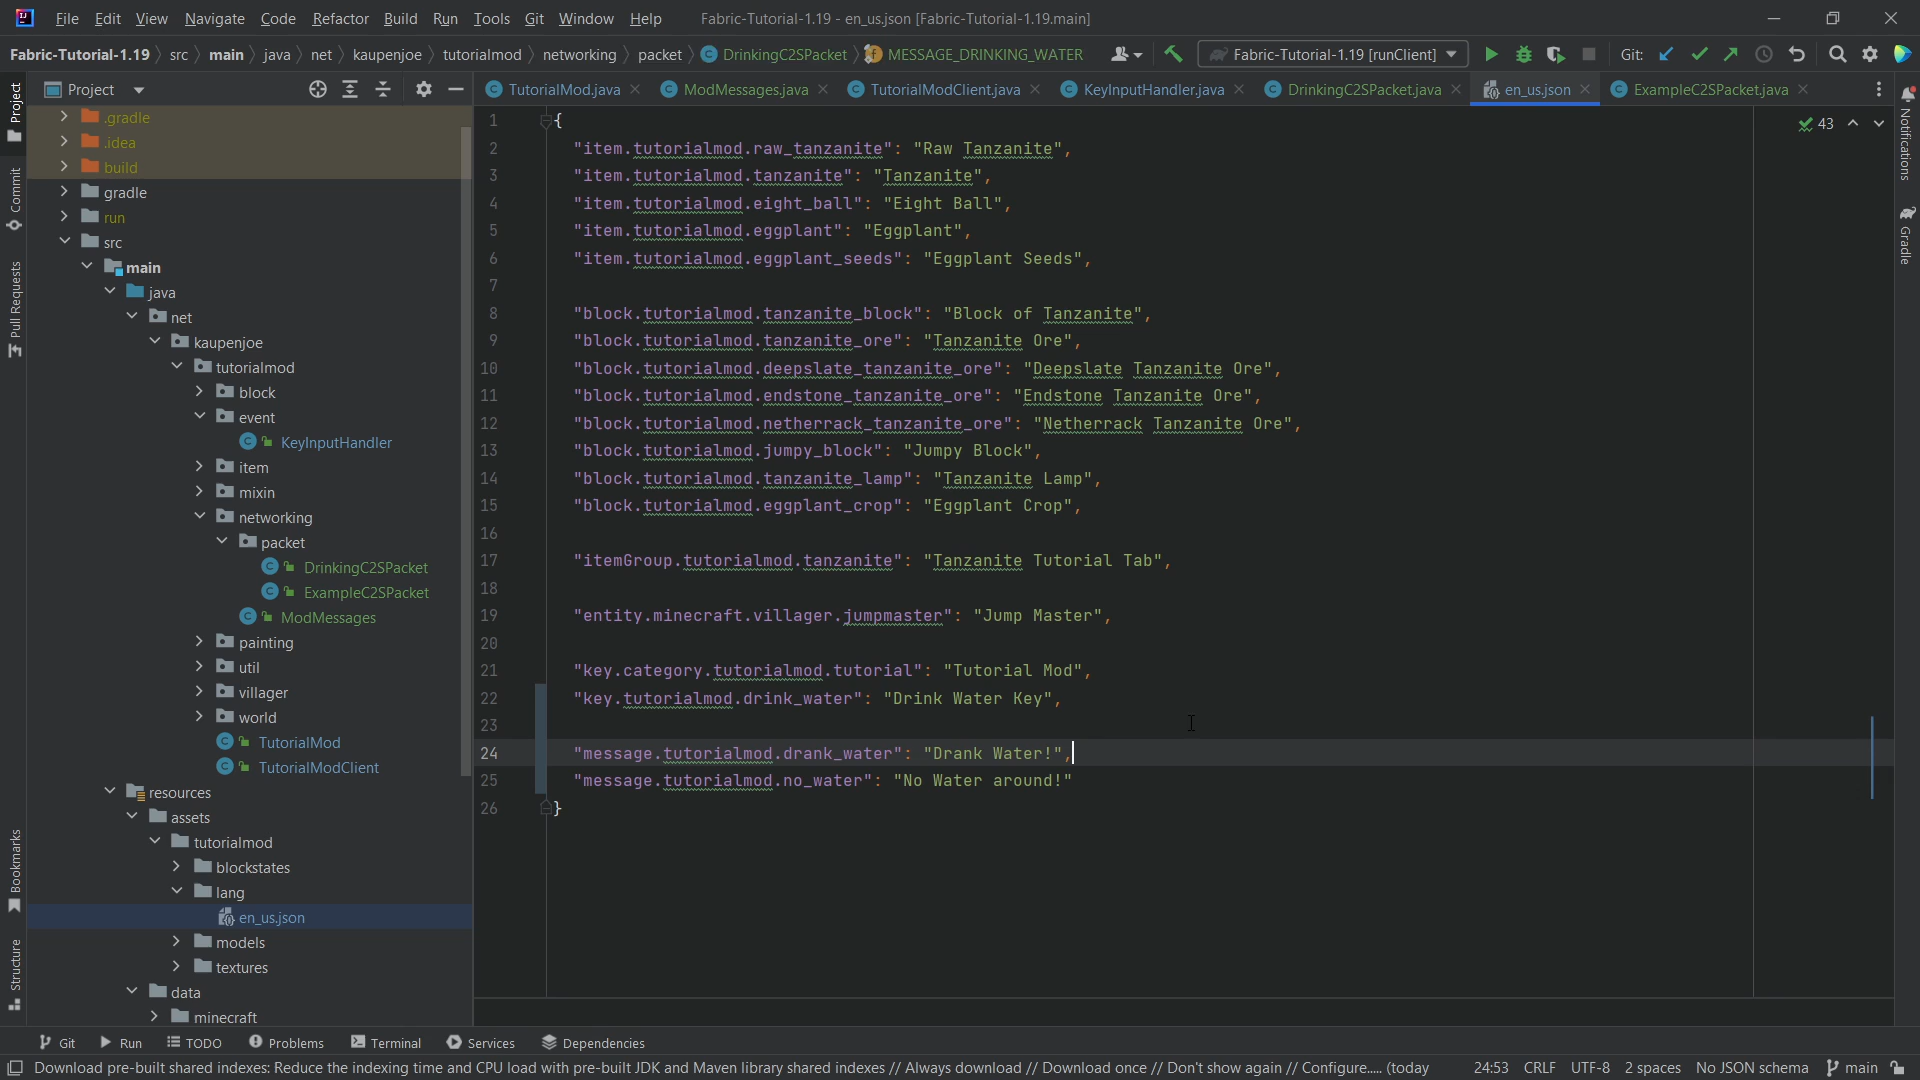 File Edit View Navigate Code Refactor Build Run Tools Git Window Help Fabric-Tutorial-1.19 - en_us.json [Fabric-Tutorial-1.19.main]
Fabric-Tutorial-1.19 src main java net kaupenjoe tutorialmod networking packet DrinkingC2SPacket MESSAGE_DRINKING_WATER Fabric-Tutorial-1.19 [runClient] Git:
Project TutorialMod.java ModMessages.java TutorialModClient.java KeyInputHandler.java DrinkingC2SPacket.java en_us.json ExampleC2SPacket.java
Project
Commit
Pull Requests
Bookmarks
Structure
.gradle
.idea
build
gradle
run
src
main
java
net
kaupenjoe
tutorialmod
block
event
KeyInputHandler
item
mixin
networking
packet
DrinkingC2SPacket
ExampleC2SPacket
ModMessages
painting
util
villager
world
TutorialMod
TutorialModClient
resources
assets
tutorialmod
blockstates
lang
en_us.json
models
textures
data
minecraft
1 {
2 "item.tutorialmod.raw_tanzanite": "Raw Tanzanite",
3 "item.tutorialmod.tanzanite": "Tanzanite",
4 "item.tutorialmod.eight_ball": "Eight Ball",
5 "item.tutorialmod.eggplant": "Eggplant",
6 "item.tutorialmod.eggplant_seeds": "Eggplant Seeds",
7
8 "block.tutorialmod.tanzanite_block": "Block of Tanzanite",
9 "block.tutorialmod.tanzanite_ore": "Tanzanite Ore",
10 "block.tutorialmod.deepslate_tanzanite_ore": "Deepslate Tanzanite Ore",
11 "block.tutorialmod.endstone_tanzanite_ore": "Endstone Tanzanite Ore",
12 "block.tutorialmod.netherrack_tanzanite_ore": "Netherrack Tanzanite Ore",
13 "block.tutorialmod.jumpy_block": "Jumpy Block",
14 "block.tutorialmod.tanzanite_lamp": "Tanzanite Lamp",
15 "block.tutorialmod.eggplant_crop": "Eggplant Crop",
16
17 "itemGroup.tutorialmod.tanzanite": "Tanzanite Tutorial Tab",
18
19 "entity.minecraft.villager.jumpmaster": "Jump Master",
20
21 "key.category.tutorialmod.tutorial": "Tutorial Mod",
22 "key.tutorialmod.drink_water": "Drink Water Key",
23
24 "message.tutorialmod.drank_water": "Drank Water!",
25 "message.tutorialmod.no_water": "No Water around!"
26 }
43
Notifications
Gradle
Git Run TODO Problems Terminal Services Dependencies
Download pre-built shared indexes: Reduce the indexing time and CPU load with pre-built JDK and Maven library shared indexes // Always download // Download once // Don't show again // Configure..... (today 24:53 CRLF UTF-8 2 spaces No JSON schema main